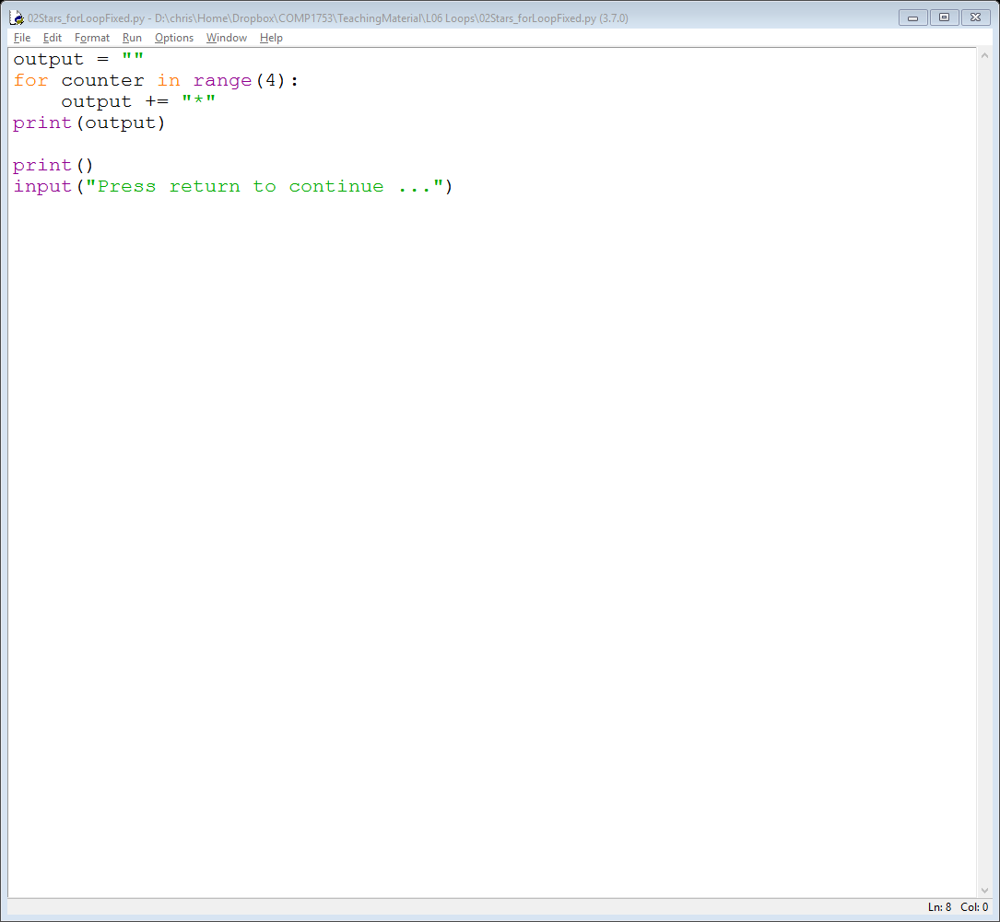 02Stars_forLoopFixed.py - D:\chris\Home\Dropbox\COMP1753\TeachingMaterial\L06 Loops\02Stars_forLoopFixed.py (3.7.0)
File Edit Format Run Options Window Help
output = ""
for counter in range(4):
    output += "*"
print(output)

print()
input("Press return to continue ...")
Ln: 8 Col: 0